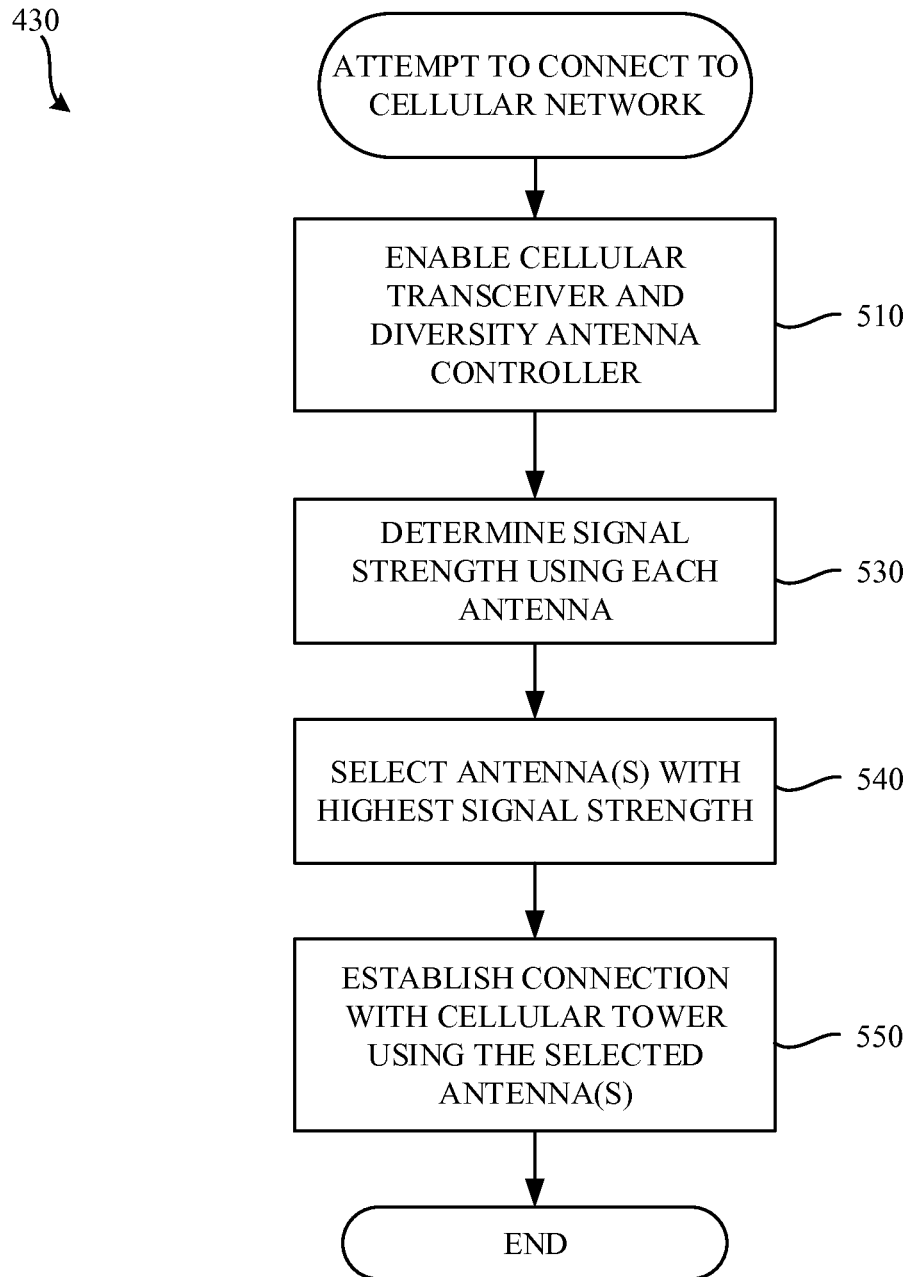 430
ATTEMPT TO CONNECT TO
CELLULAR NETWORK
ENABLE CELLULAR
TRANSCEIVER AND
DIVERSITY ANTENNA
CONTROLLER
510
DETERMINE SIGNAL
STRENGTH USING EACH
ANTENNA
530
SELECT ANTENNA(S) WITH
HIGHEST SIGNAL STRENGTH
540
ESTABLISH CONNECTION
WITH CELLULAR TOWER
USING THE SELECTED
ANTENNA(S)
550
END